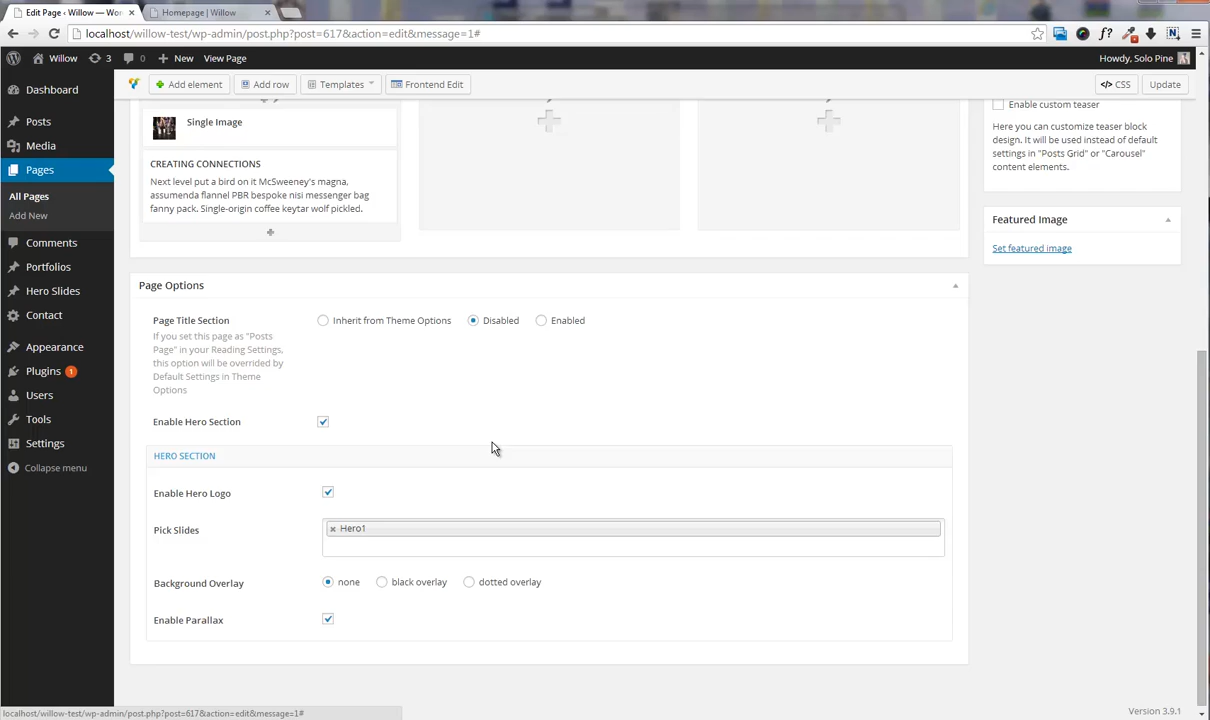 Edit Page ‹ Willow — Wor
Homepage | Willow
localhost/willow-test/wp-admin/post.php?post=617&action=edit&message=1#
Willow
3
0
New
View Page
Howdy, Solo Pine
Dashboard
Posts
Media
Pages
All Pages
Add New
Comments
Portfolios
Hero Slides
Contact
Appearance
Plugins 1
Users
Tools
Settings
Collapse menu
Add element
Add row
Templates
Frontend Edit
</> CSS
Update
Single Image
CREATING CONNECTIONS
Next level put a bird on it McSweeney's magna,
assumenda flannel PBR bespoke nisi messenger bag
fanny pack. Single-origin coffee keytar wolf pickled.
Enable custom teaser
Here you can customize teaser block
design. It will be used instead of default
settings in "Posts Grid" or "Carousel"
content elements.
Featured Image
Set featured image
Page Options
Page Title Section
Inherit from Theme Options
Disabled
Enabled
If you set this page as "Posts
Page" in your Reading Settings,
this option will be overrided by
Default Settings in Theme
Options
Enable Hero Section
HERO SECTION
Enable Hero Logo
Pick Slides
Hero1
Background Overlay
none
black overlay
dotted overlay
Enable Parallax
localhost/willow-test/wp-admin/post.php?post=617&action=edit&message=1#
Version 3.9.1